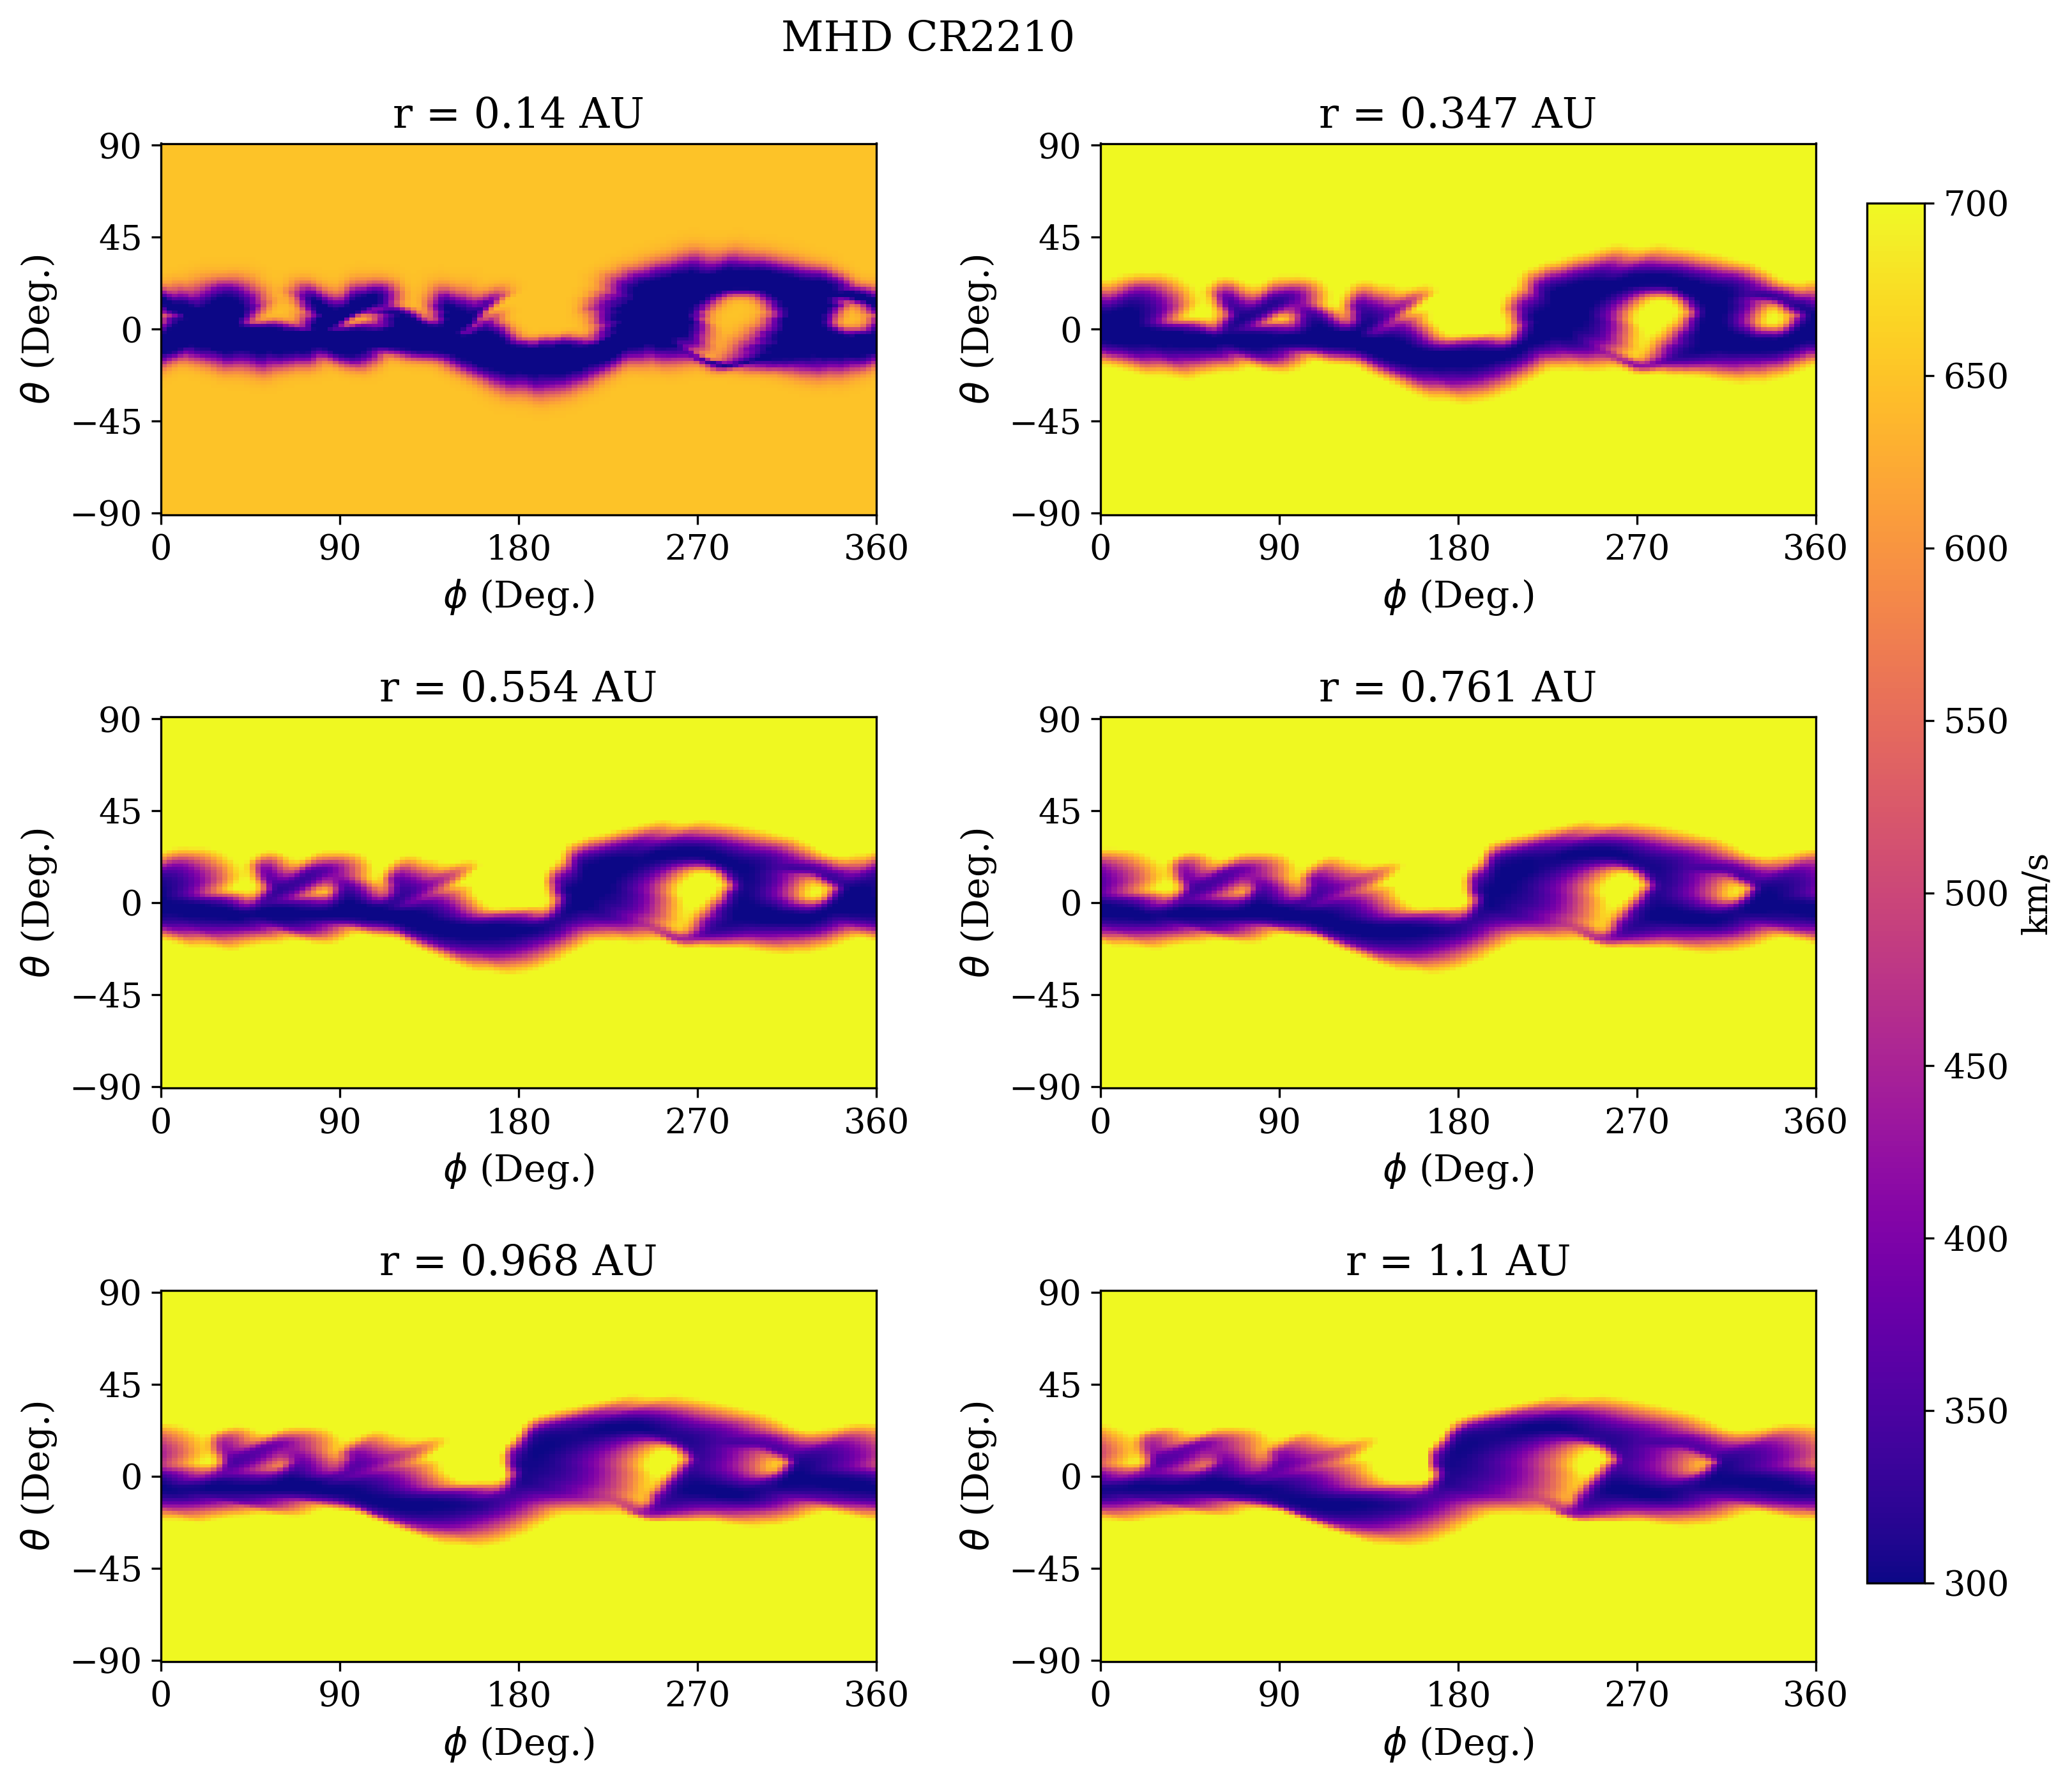 MHD CR2210
r = 0.14 AU
90
45
0
−45
−90
θ (Deg.)
0 90 180 270 360
ϕ (Deg.)
r = 0.347 AU
90
45
0
−45
−90
θ (Deg.)
0 90 180 270 360
ϕ (Deg.)
r = 0.554 AU
90
45
0
−45
−90
θ (Deg.)
0 90 180 270 360
ϕ (Deg.)
r = 0.761 AU
90
45
0
−45
−90
θ (Deg.)
0 90 180 270 360
ϕ (Deg.)
r = 0.968 AU
90
45
0
−45
−90
θ (Deg.)
0 90 180 270 360
ϕ (Deg.)
r = 1.1 AU
90
45
0
−45
−90
θ (Deg.)
0 90 180 270 360
ϕ (Deg.)
700
650
600
550
500
450
400
350
300
km/s